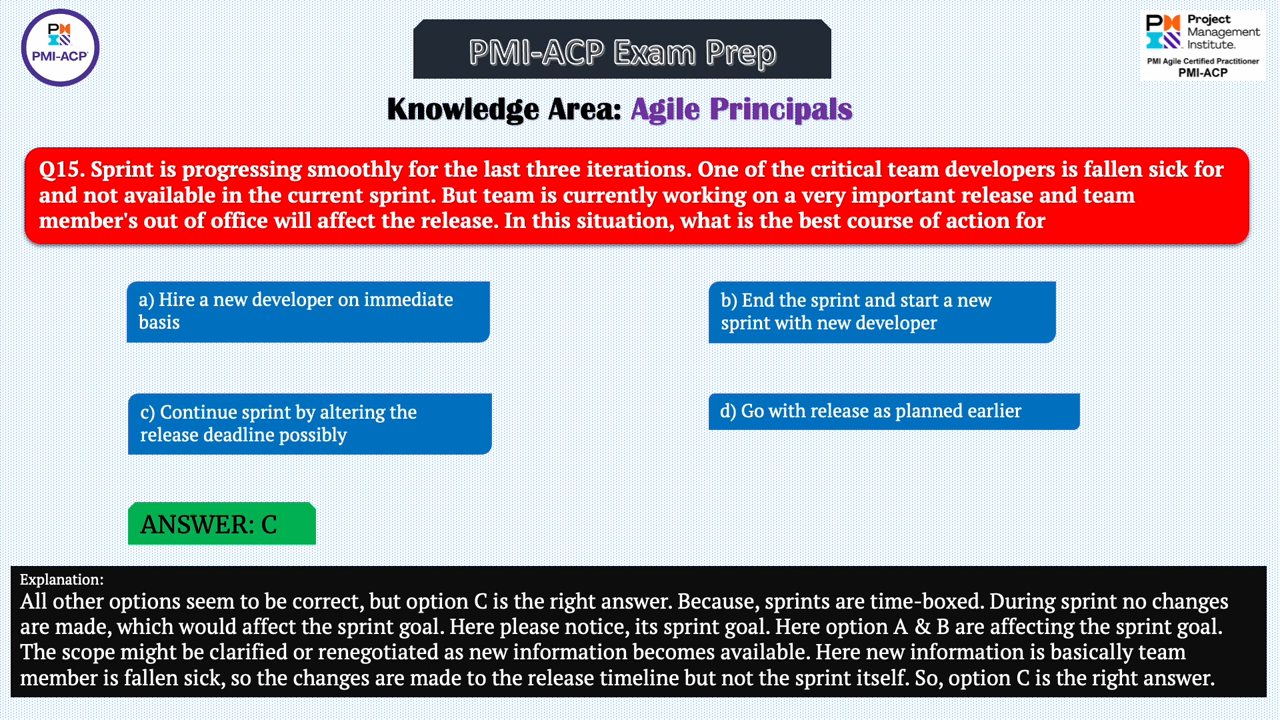 PMI-ACP
PMI-ACP Exam Prep
Project
Management
Institute.
PMI Agile Certified Practitioner
PMI-ACP
Knowledge Area: Agile Principals
Q15. Sprint is progressing smoothly for the last three iterations. One of the critical team developers is fallen sick for
and not available in the current sprint. But team is currently working on a very important release and team
member's out of office will affect the release. In this situation, what is the best course of action for
a) Hire a new developer on immediate
basis
b) End the sprint and start a new
sprint with new developer
c) Continue sprint by altering the
release deadline possibly
d) Go with release as planned earlier
ANSWER: C
Explanation:
All other options seem to be correct, but option C is the right answer. Because, sprints are time-boxed. During sprint no changes
are made, which would affect the sprint goal. Here please notice, its sprint goal. Here option A & B are affecting the sprint goal.
The scope might be clarified or renegotiated as new information becomes available. Here new information is basically team
member is fallen sick, so the changes are made to the release timeline but not the sprint itself. So, option C is the right answer.